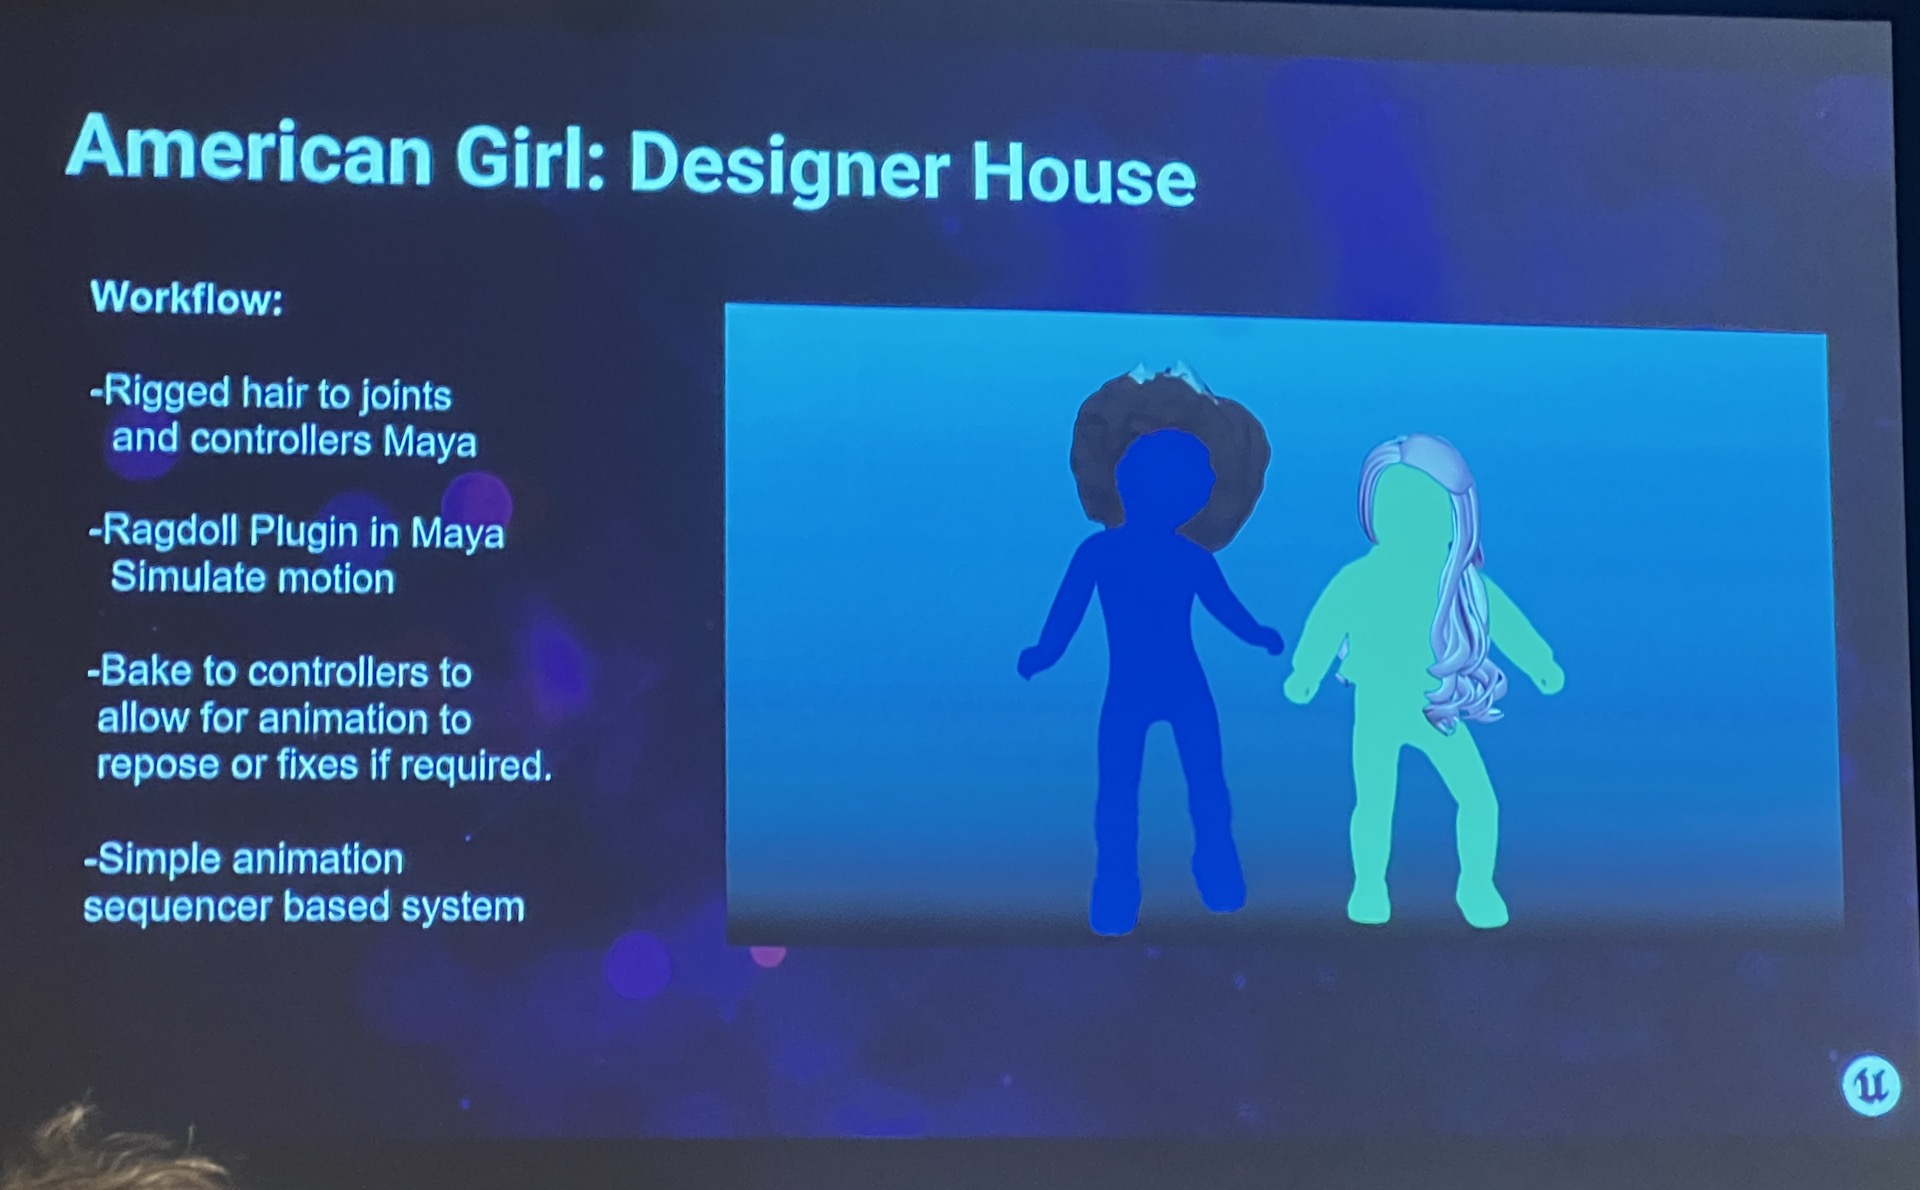 American Girl: Designer House
Workflow:
-Rigged hair to joints
and controllers Maya
-Ragdoll Plugin in Maya
Simulate motion
-Bake to controllers to
allow for animation to
repose or fixes if required.
-Simple animation
sequencer based system